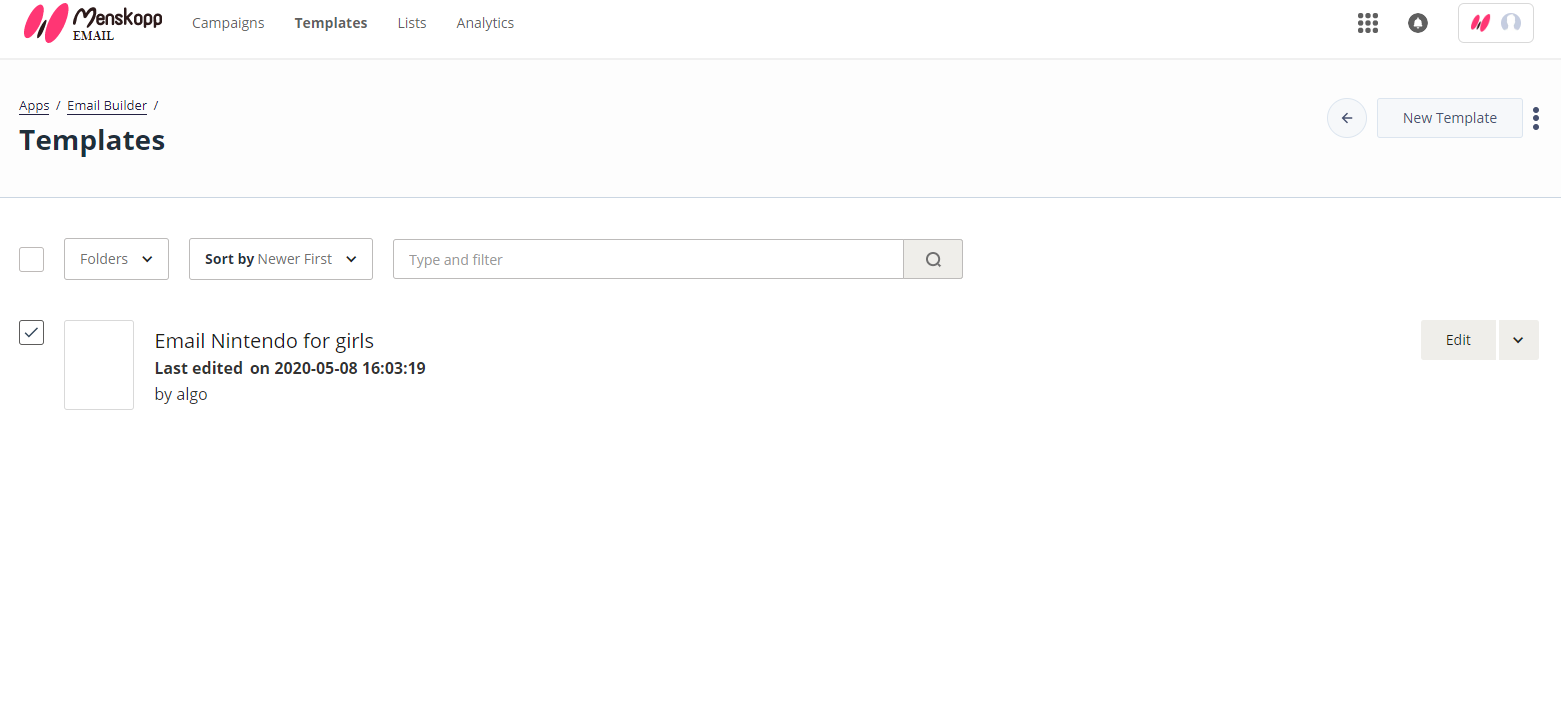 Menskopp
EMAIL
Campaigns Templates Lists Analytics
Apps / Email Builder /
Templates
New Template
Folders
Sort by Newer First
Type and filter
Email Nintendo for girls
Last edited on 2020-05-08 16:03:19
by algo
Edit